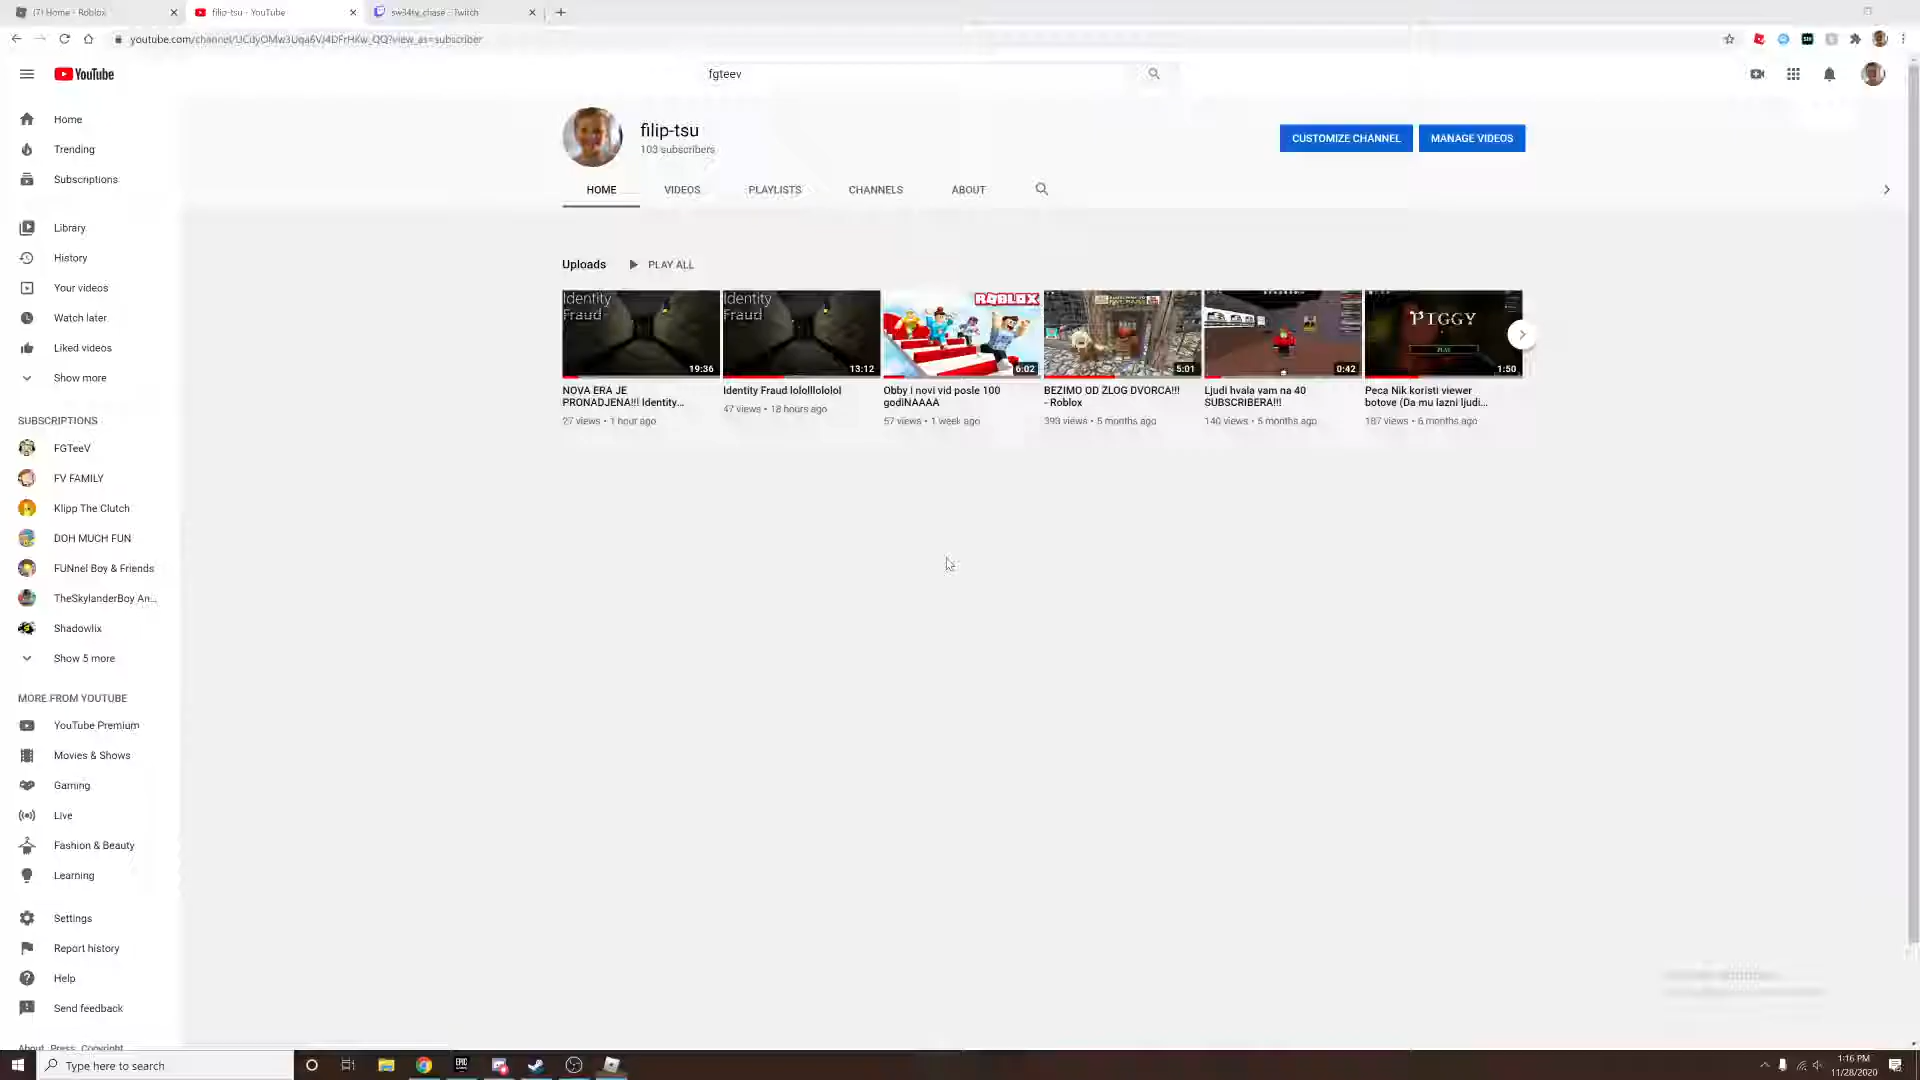 (7) Home - Roblox
filip-tsu - YouTube
sw34ty_chase - Twitch
youtube.com/channel/UCdyOMw3Uqa6VJ4DFrHKw_QQ?view_as=subscriber
YouTube
fgteev
Home
Trending
Subscriptions
Library
History
Your videos
Watch later
Liked videos
Show more
SUBSCRIPTIONS
FGTeeV
FV FAMILY
Klipp The Clutch
DOH MUCH FUN
FUNnel Boy & Friends
TheSkylanderBoy An...
Shadowlix
Show 5 more
MORE FROM YOUTUBE
YouTube Premium
Movies & Shows
Gaming
Live
Fashion & Beauty
Learning
Settings
Report history
Help
Send feedback
About Press Copyright
filip-tsu
103 subscribers
CUSTOMIZE CHANNEL
MANAGE VIDEOS
HOME
VIDEOS
PLAYLISTS
CHANNELS
ABOUT
Uploads
PLAY ALL
Identity
Fraud
19:36
NOVA ERA JE
PRONADJENA!!! Identity...
27 views • 1 hour ago
Identity
Fraud
13:12
Identity Fraud lolollololol
47 views • 18 hours ago
ROBLOX
6:02
Obby i novi vid posle 100
godiNAAAA
57 views • 1 week ago
5:01
BEZIMO OD ZLOG DVORCA!!!
- Roblox
393 views • 5 months ago
0:42
Ljudi hvala vam na 40
SUBSCRIBERA!!!
140 views • 5 months ago
PIGGY
PLAY
1:50
Peca Nik koristi viewer
botove (Da mu lazni ljudi...
187 views • 6 months ago
Type here to search
EPIC
1:16 PM
11/28/2020